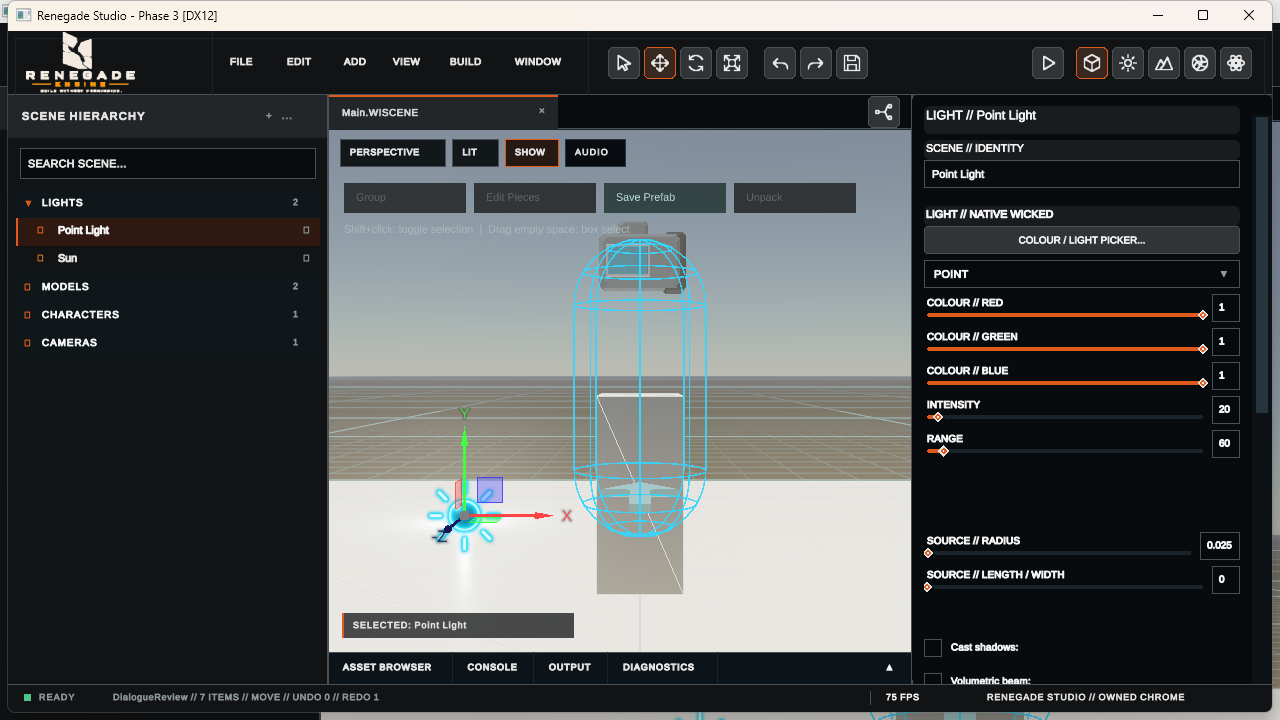 Renegade Studio - Phase 3 [DX12]
RENEGADE
ENGINE
BUILD WITHOUT PERMISSION.
FILE EDIT ADD VIEW BUILD WINDOW
SCENE HIERARCHY + ...
SEARCH SCENE...
LIGHTS 2
Point Light
Sun
MODELS 2
CHARACTERS 1
CAMERAS 1
Main.WISCENE ×
PERSPECTIVE LIT SHOW AUDIO
Group Edit Pieces Save Prefab Unpack
Shift+click: toggle selection | Drag empty space: box select
Y
X
Z
SELECTED: Point Light
ASSET BROWSER CONSOLE OUTPUT DIAGNOSTICS
LIGHT // Point Light
SCENE // IDENTITY
Point Light
LIGHT // NATIVE WICKED
COLOUR / LIGHT PICKER...
POINT
COLOUR // RED 1
COLOUR // GREEN 1
COLOUR // BLUE 1
INTENSITY 20
RANGE 60
SOURCE // RADIUS 0.025
SOURCE // LENGTH / WIDTH 0
Cast shadows:
Volumetric beam:
READY DialogueReview // 7 ITEMS // MOVE // UNDO 0 // REDO 1 75 FPS RENEGADE STUDIO // OWNED CHROME